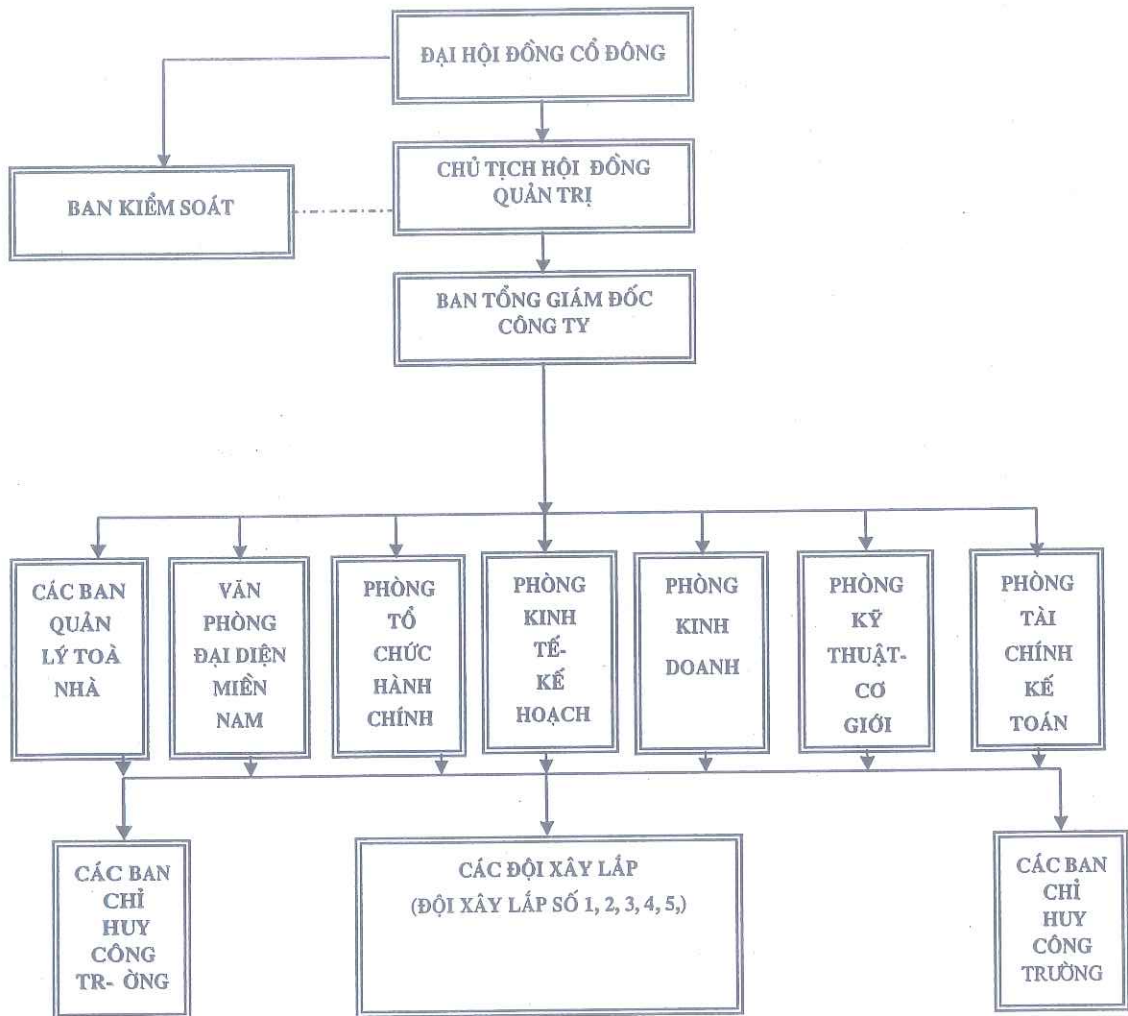 ĐẠI HỘI ĐỒNG CỔ ĐÔNG
CHỦ TỊCH HỘI ĐỒNG
QUẢN TRỊ
BAN KIỂM SOÁT
BAN TỔNG GIÁM ĐỐC
CÔNG TY
CÁC BAN
QUẢN
LÝ TOÀ
NHÀ
VĂN
PHÒNG
ĐẠI DIỆN
MIỀN
NAM
PHÒNG
TỔ
CHỨC
HÀNH
CHÍNH
PHÒNG
KINH
TẾ-
KẾ
HOẠCH
PHÒNG
KINH
DOANH
PHÒNG
KỸ
THUẬT-
CƠ
GIỚI
PHÒNG
TÀI
CHÍNH
KẾ
TOÁN
CÁC BAN
CHỈ
HUY
CÔNG
TR- ỜNG
CÁC ĐỘI XÂY LẮP
(ĐỘI XÂY LẮP SỐ 1, 2, 3, 4, 5,)
CÁC BAN
CHỈ
HUY
CÔNG
TRƯỜNG